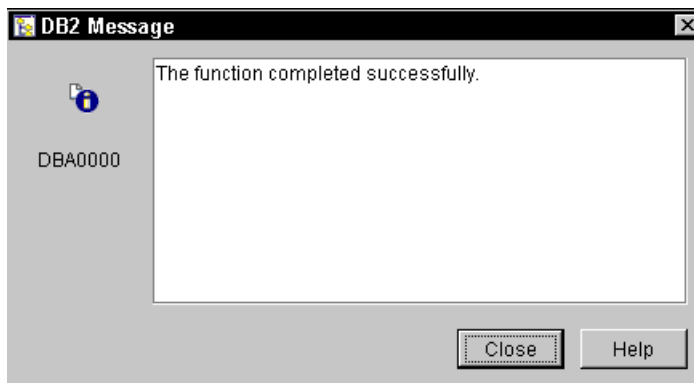 DB2 Message
The function completed successfully.
DBA0000
Close
Help